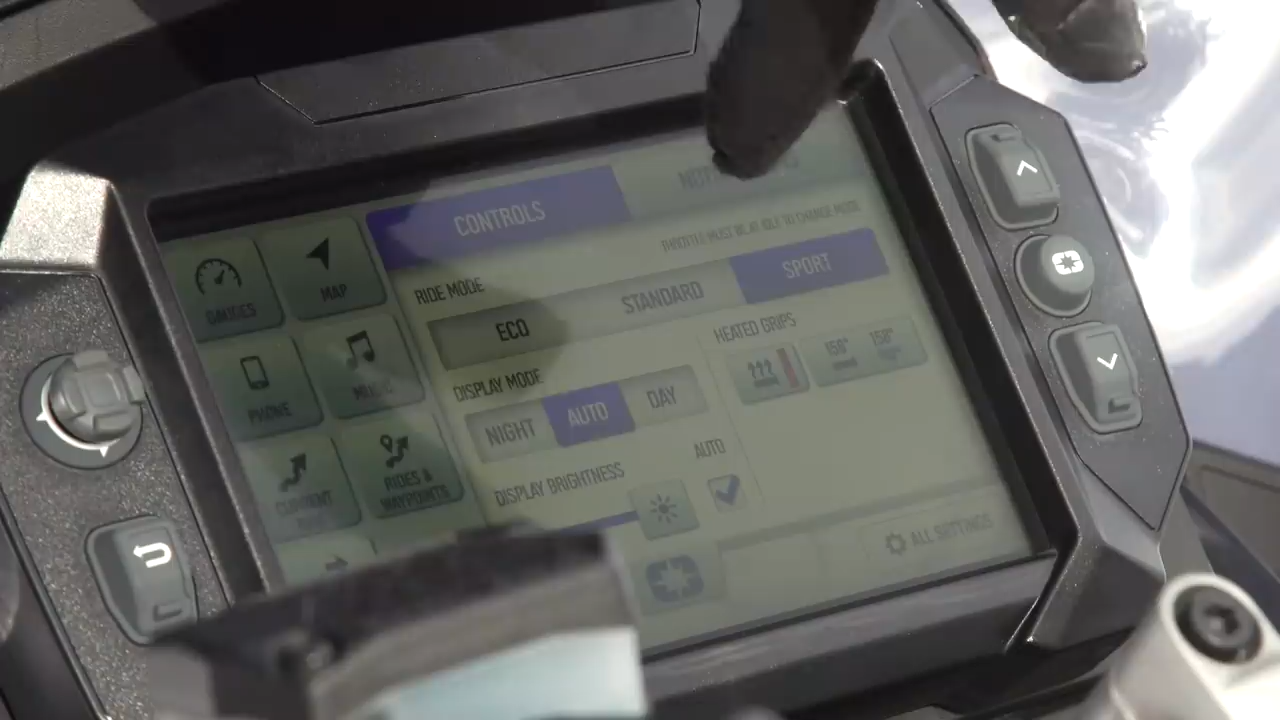 CONTROLS
THROTTLE MUST BE AT IDLE TO CHANGE MODE
RIDE MODE
ECO
STANDARD
SPORT
GAUGES
MAP
PHONE
MUSIC
RIDES &
WAYPOINTS
DISPLAY MODE
NIGHT
AUTO
DAY
HEATED GRIPS
DISPLAY BRIGHTNESS
AUTO
ALL SETTINGS